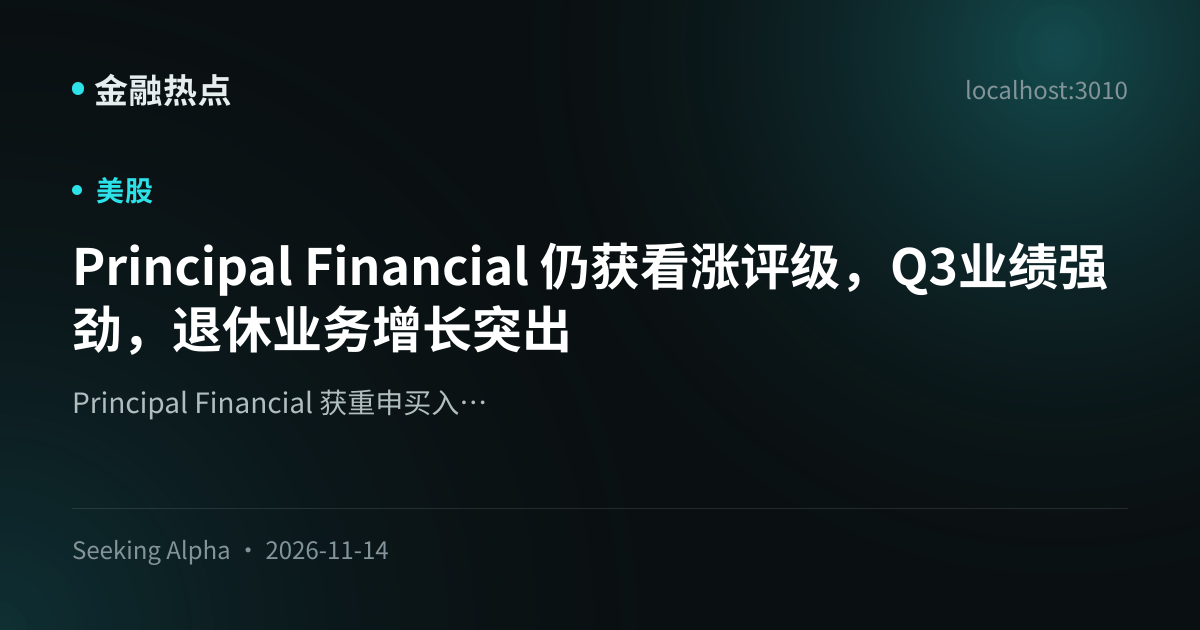 金融热点
localhost:3010
美股
Principal Financial 仍获看涨评级，Q3业绩强
劲，退休业务增长突出
Principal Financial 获重申买入…
Seeking Alpha • 2026-11-14